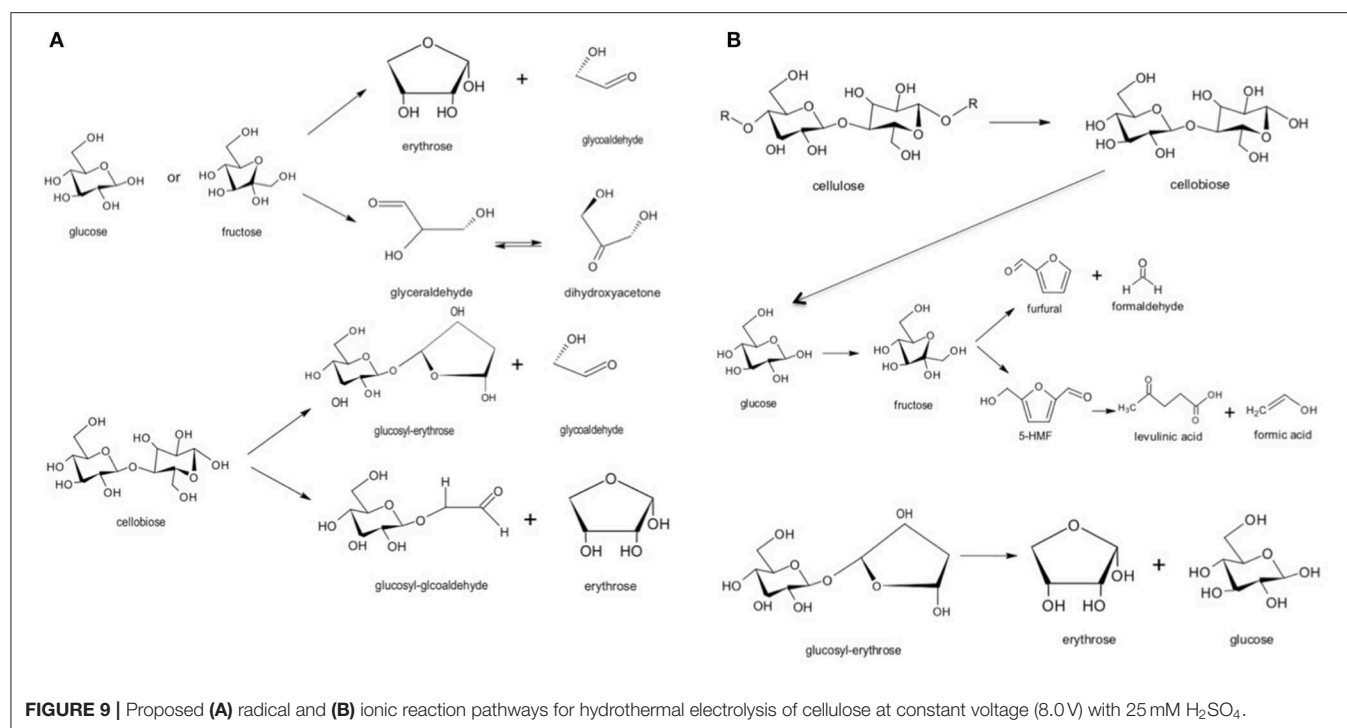 A
glucose
or
fructose
erythrose
+
glycoaldehyde
glyceraldehyde
dihydroxyacetone
cellobiose
glucosyl-erythrose
+
glycoaldehyde
glucosyl-glcoaldehyde
+
erythrose
B
cellulose
cellobiose
glucose
fructose
furfural
+
formaldehyde
5-HMF
levulinic acid
+
formic acid
glucosyl-erythrose
erythrose
+
glucose
FIGURE 9 | Proposed (A) radical and (B) ionic reaction pathways for hydrothermal electrolysis of cellulose at constant voltage (8.0 V) with 25 mM H₂SO₄.